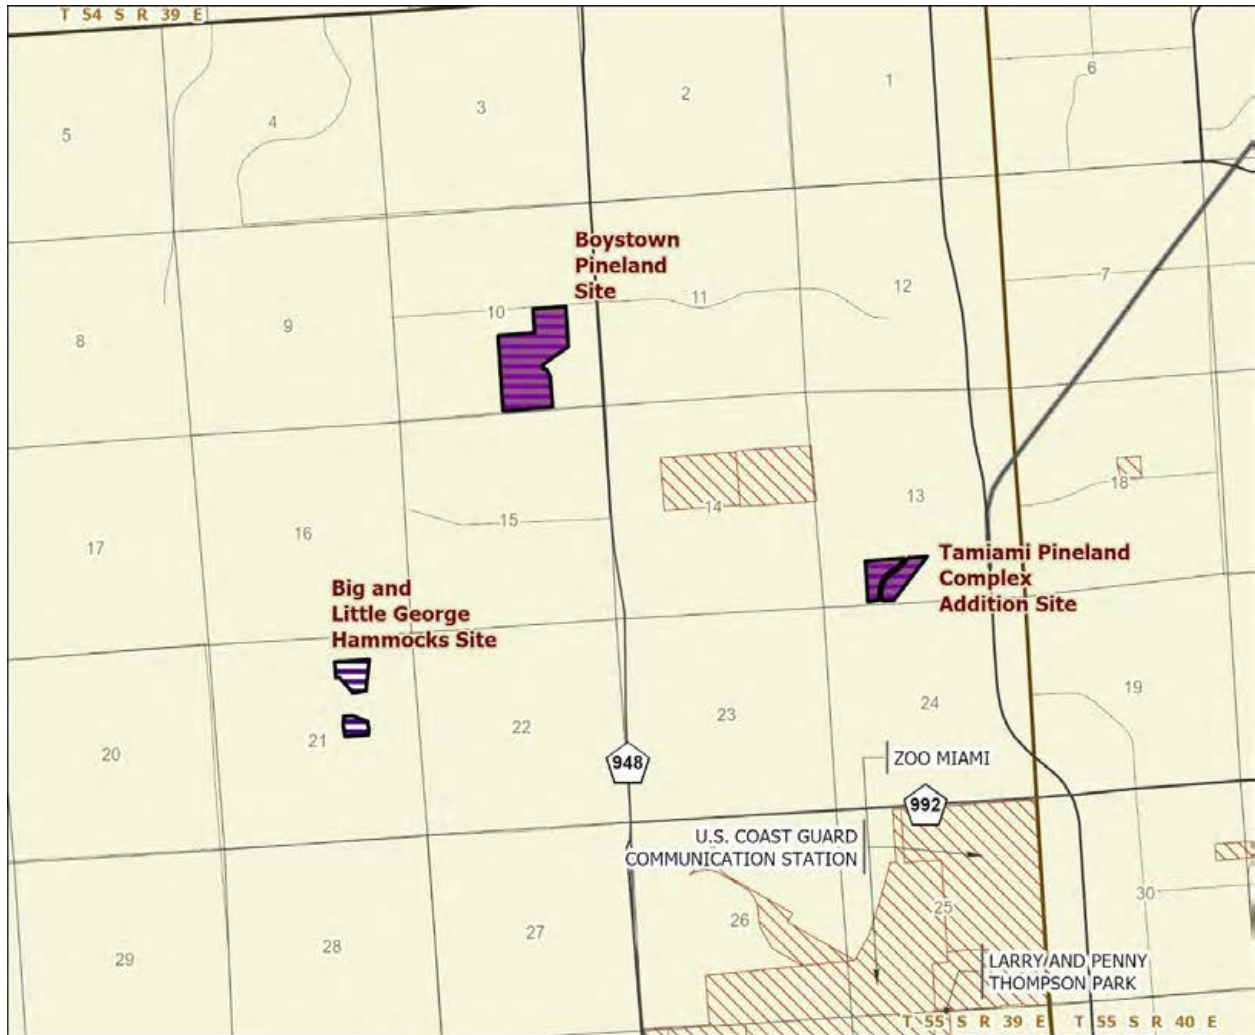 T 54 S R 39 E
6
1
2
3
4
5
Boystown
Pineland
Site
7
12
11
10
9
8
18
13
14
15
16
17
Tamiami Pineland
Complex
Addition Site
Big and
Little George
Hammocks Site
19
24
23
22
21
20
948
ZOO MIAMI
992
U.S. COAST GUARD
COMMUNICATION STATION
30
25
26
27
28
29
LARRY AND PENNY
THOMPSON PARK
T 55 S R 39 E
T 55 S R 40 E